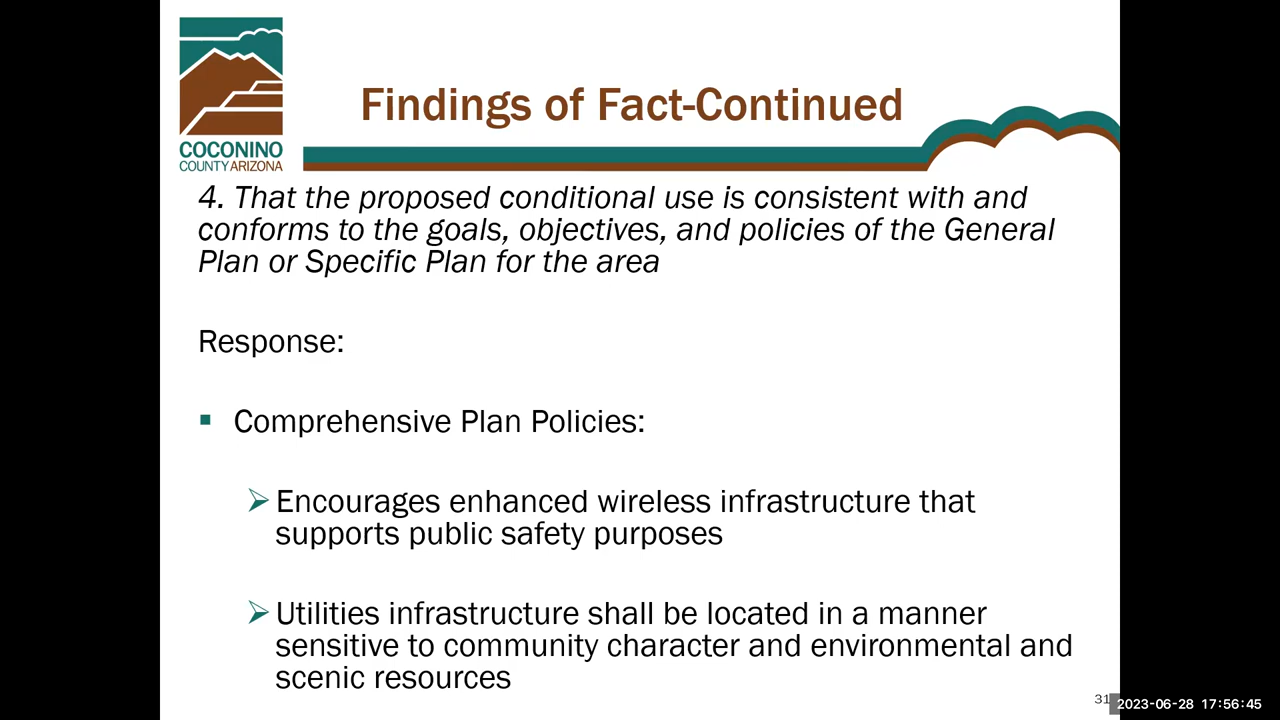 COCONINO
COUNTY ARIZONA
Findings of Fact-Continued
4. That the proposed conditional use is consistent with and
conforms to the goals, objectives, and policies of the General
Plan or Specific Plan for the area
Response:
▪ Comprehensive Plan Policies:
➢ Encourages enhanced wireless infrastructure that
supports public safety purposes
➢ Utilities infrastructure shall be located in a manner
sensitive to community character and environmental and
scenic resources
31
2023-06-28 17:56:45